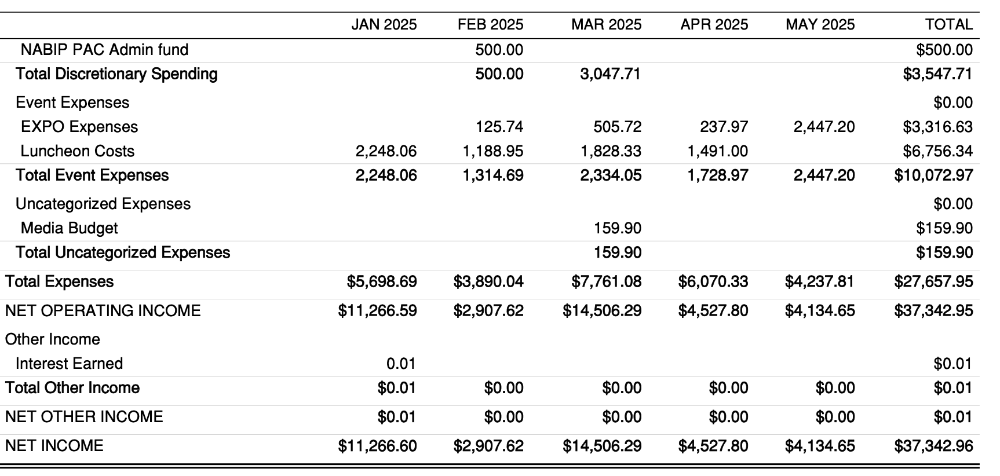 JAN 2025 FEB 2025 MAR 2025 APR 2025 MAY 2025 TOTAL
NABIP PAC Admin fund 500.00 $500.00
Total Discretionary Spending 500.00 3,047.71 $3,547.71
Event Expenses $0.00
EXPO Expenses 125.74 505.72 237.97 2,447.20 $3,316.63
Luncheon Costs 2,248.06 1,188.95 1,828.33 1,491.00 $6,756.34
Total Event Expenses 2,248.06 1,314.69 2,334.05 1,728.97 2,447.20 $10,072.97
Uncategorized Expenses $0.00
Media Budget 159.90 $159.90
Total Uncategorized Expenses 159.90 $159.90
Total Expenses $5,698.69 $3,890.04 $7,761.08 $6,070.33 $4,237.81 $27,657.95
NET OPERATING INCOME $11,266.59 $2,907.62 $14,506.29 $4,527.80 $4,134.65 $37,342.95
Other Income
Interest Earned 0.01 $0.01
Total Other Income $0.01 $0.00 $0.00 $0.00 $0.00 $0.01
NET OTHER INCOME $0.01 $0.00 $0.00 $0.00 $0.00 $0.01
NET INCOME $11,266.60 $2,907.62 $14,506.29 $4,527.80 $4,134.65 $37,342.96